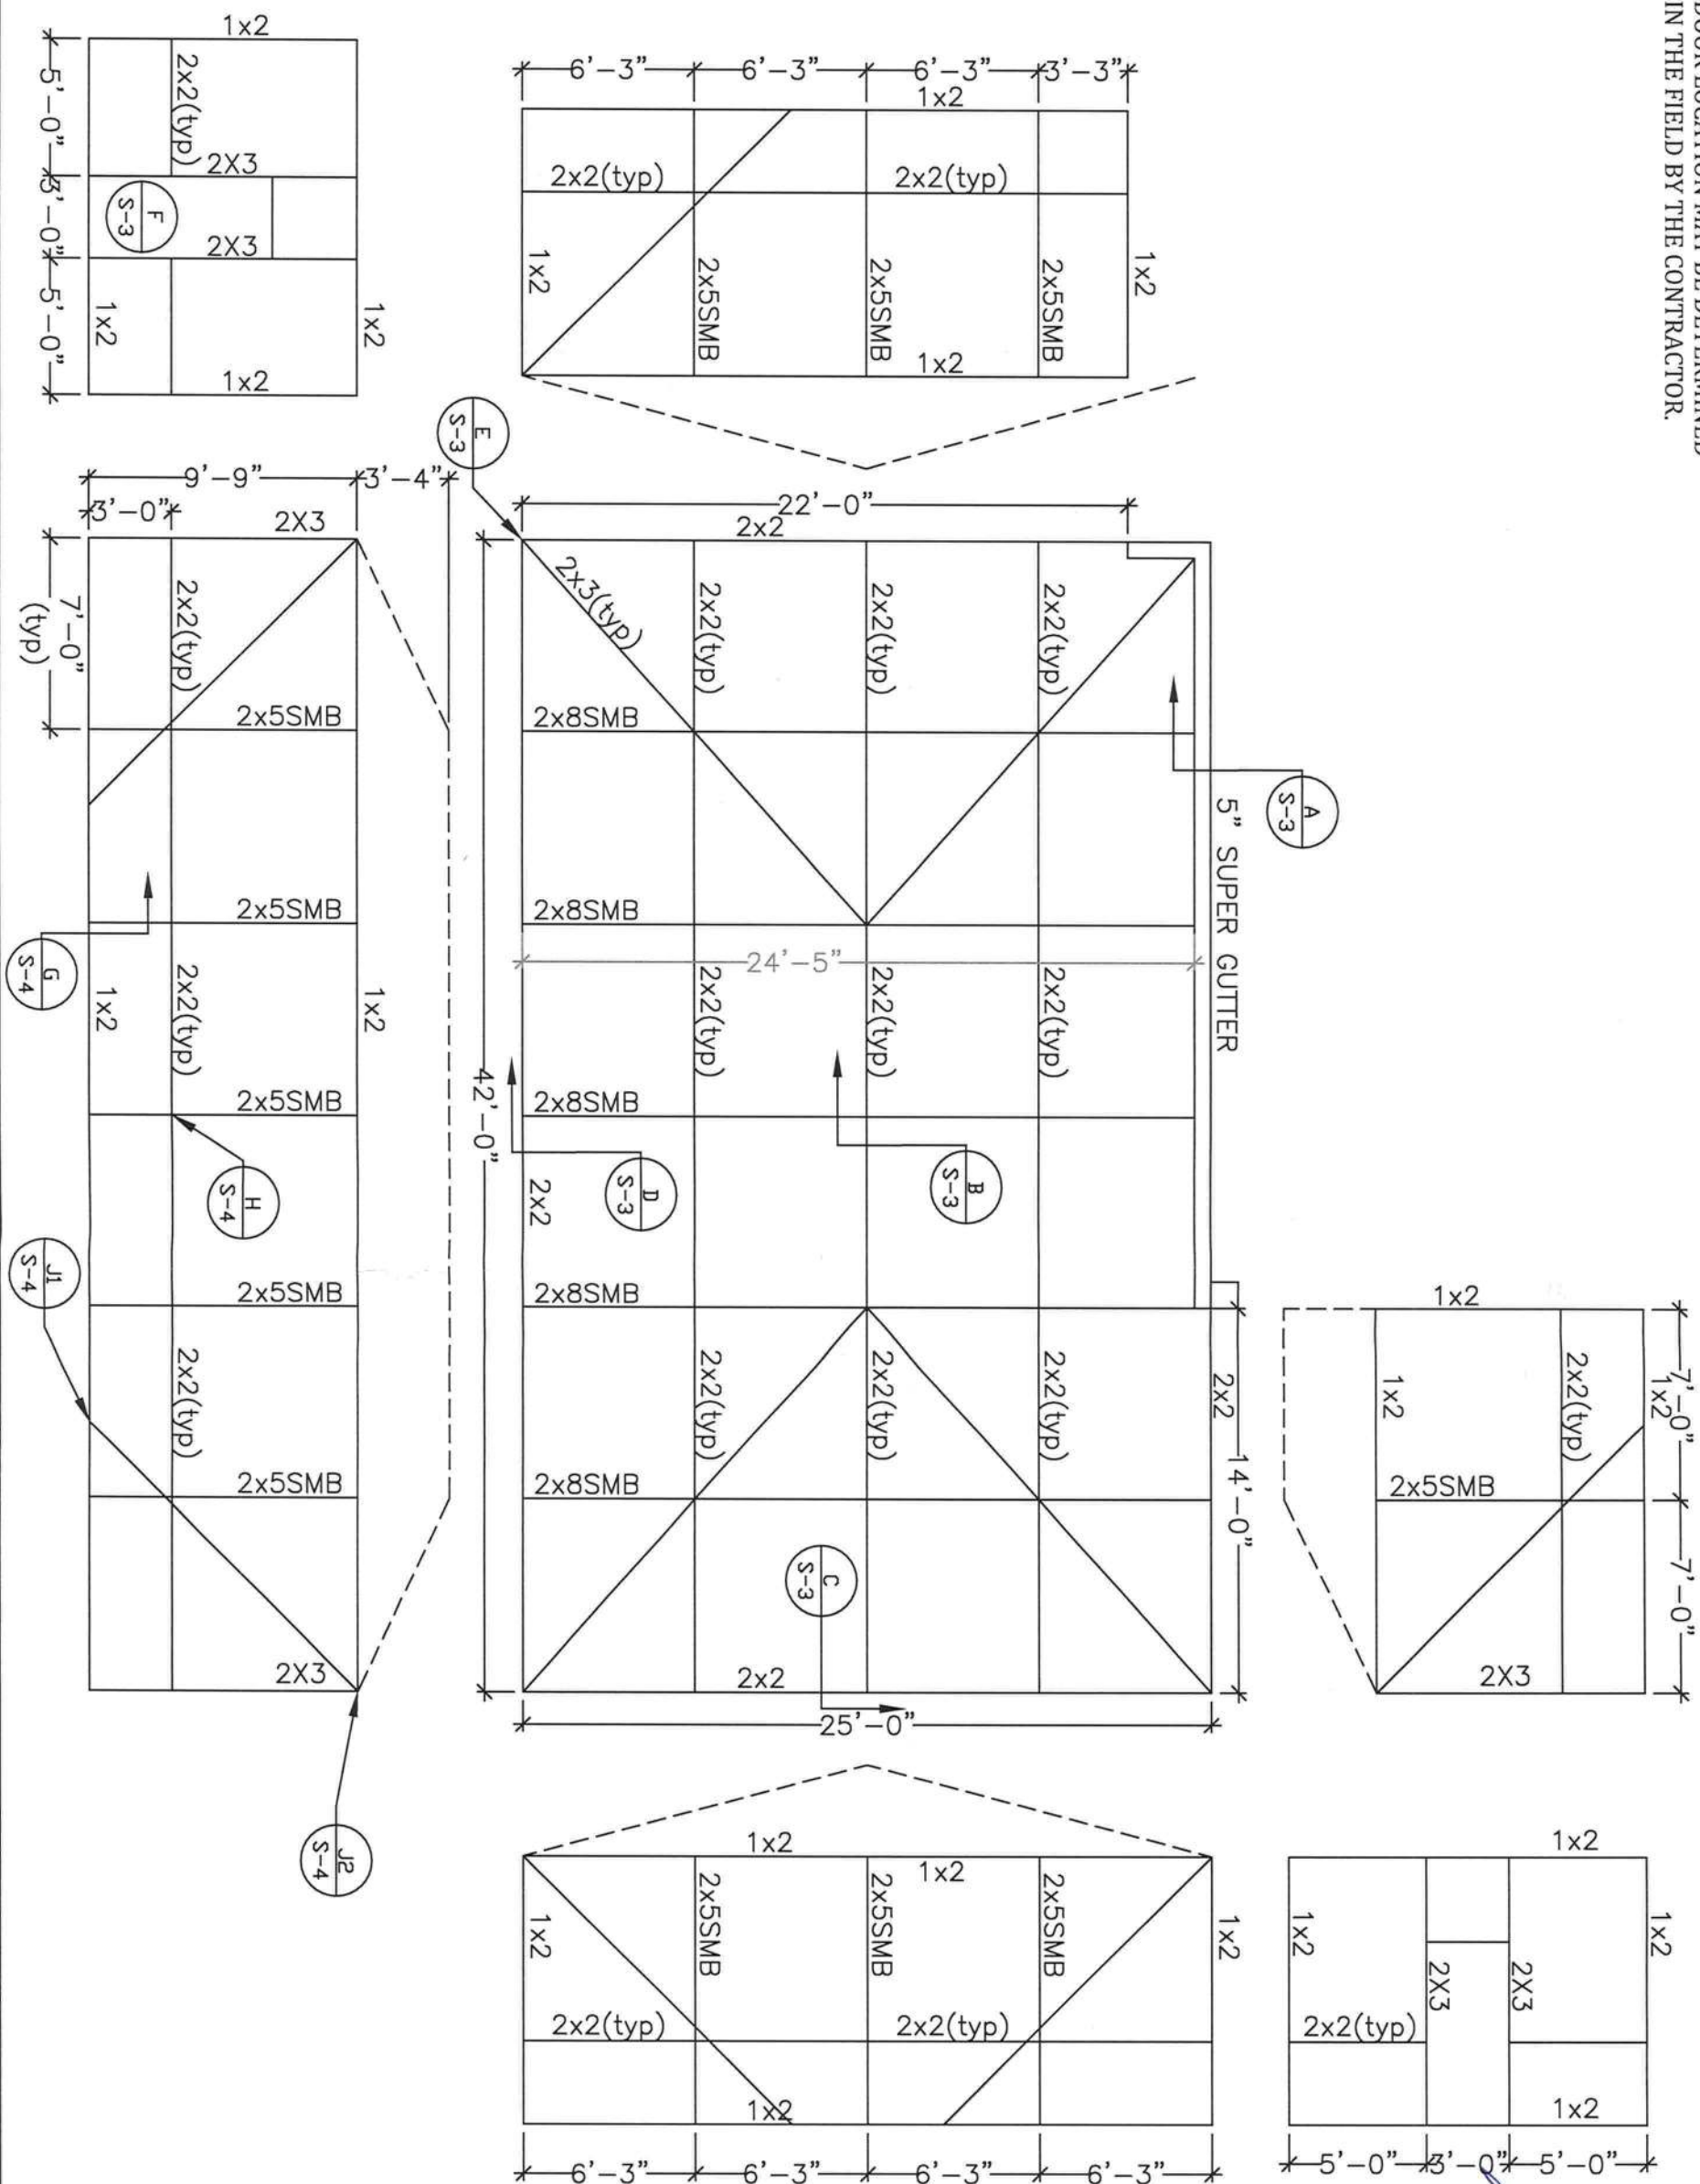 DOOR LOCATION MAY BE DETERMINED
IN THE FIELD BY THE CONTRACTOR.
1x2
2x2(typ)
2X3
F
S-3
2X3
1x2
1x2
1x2
5'-0"
3'-0"
5'-0"
6'-3"
6'-3"
6'-3"
3'-3"
1x2
2x2(typ)
2x2(typ)
1x2
2x5SMB
2x5SMB
2x5SMB
1x2
1x2
E
S-3
9'-9"
3'-4"
3'-0"
2X3
7'-0"
(typ)
2x2(typ)
2x5SMB
2x5SMB
G
S-4
1x2
2x2(typ)
1x2
2x5SMB
H
S-4
2x5SMB
J1
S-4
2x2(typ)
2x5SMB
2X3
J2
S-4
22'-0"
2x2
2x3(typ)
2x2(typ)
2x2(typ)
2x2(typ)
2x8SMB
A
S-3
5" SUPER GUTTER
2x8SMB
24'-5"
2x2(typ)
2x2(typ)
2x2(typ)
42'-0"
2x8SMB
2x2
D
S-3
B
S-3
2x8SMB
2x2(typ)
2x2(typ)
2x2(typ)
2x2
14'-0"
2x8SMB
C
S-3
2x2
25'-0"
1x2
7'-0"
1x2
2x2(typ)
1x2
2x5SMB
7'-0"
2X3
1x2
1x2
1x2
2x5SMB
2x5SMB
2x5SMB
1x2
2x2(typ)
2x2(typ)
1x2
6'-3"
6'-3"
6'-3"
6'-3"
1x2
1x2
1x2
2X3
2X3
2x2(typ)
1x2
5'-0"
3'-0"
5'-0"